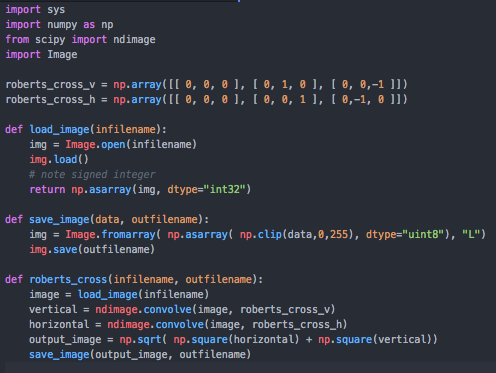 import sys
import numpy as np
from scipy import ndimage
import Image

roberts_cross_v = np.array([[ 0, 0, 0 ], [ 0, 1, 0 ], [ 0, 0,-1 ]])
roberts_cross_h = np.array([[ 0, 0, 0 ], [ 0, 0, 1 ], [ 0,-1, 0 ]])

def load_image(infilename):
    img = Image.open(infilename)
    img.load()
    # note signed integer
    return np.asarray(img, dtype="int32")

def save_image(data, outfilename):
    img = Image.fromarray( np.asarray( np.clip(data,0,255), dtype="uint8"), "L")
    img.save(outfilename)

def roberts_cross(infilename, outfilename):
    image = load_image(infilename)
    vertical = ndimage.convolve(image, roberts_cross_v)
    horizontal = ndimage.convolve(image, roberts_cross_h)
    output_image = np.sqrt( np.square(horizontal) + np.square(vertical))
    save_image(output_image, outfilename)